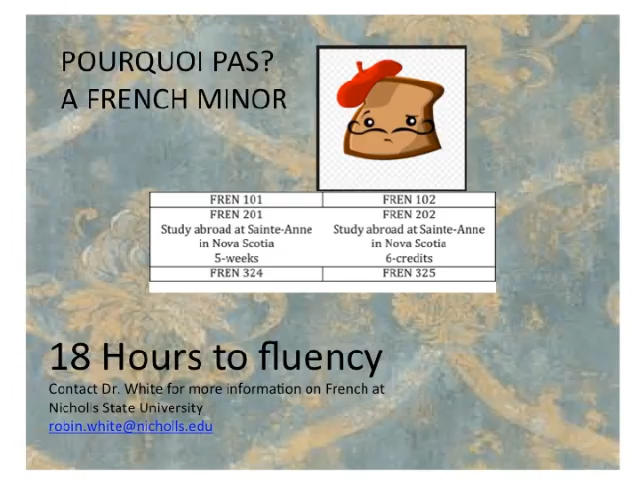 POURQUOI PAS?
A FRENCH MINOR
FREN 101 FREN 102
FREN 201 FREN 202
Study abroad at Sainte-Anne Study abroad at Sainte-Anne
in Nova Scotia in Nova Scotia
5-weeks 6-credits
FREN 324 FREN 325
18 Hours to fluency
Contact Dr. White for more information on French at
Nicholls State University
robin.white@nicholls.edu